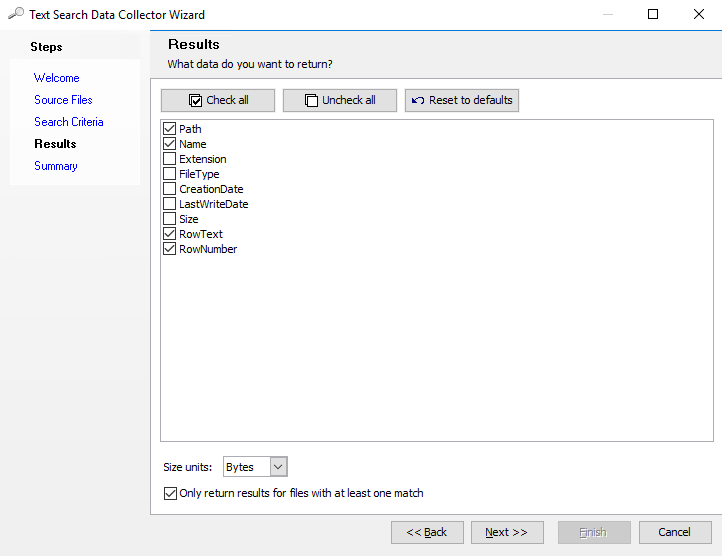 Text Search Data Collector Wizard
Steps
Welcome
Source Files
Search Criteria
Results
Summary
Results
What data do you want to return?
Check all
Uncheck all
Reset to defaults
Path
Name
Extension
FileType
CreationDate
LastWriteDate
Size
RowText
RowNumber
Size units: Bytes
Only return results for files with at least one match
<< Back
Next >>
Finish
Cancel